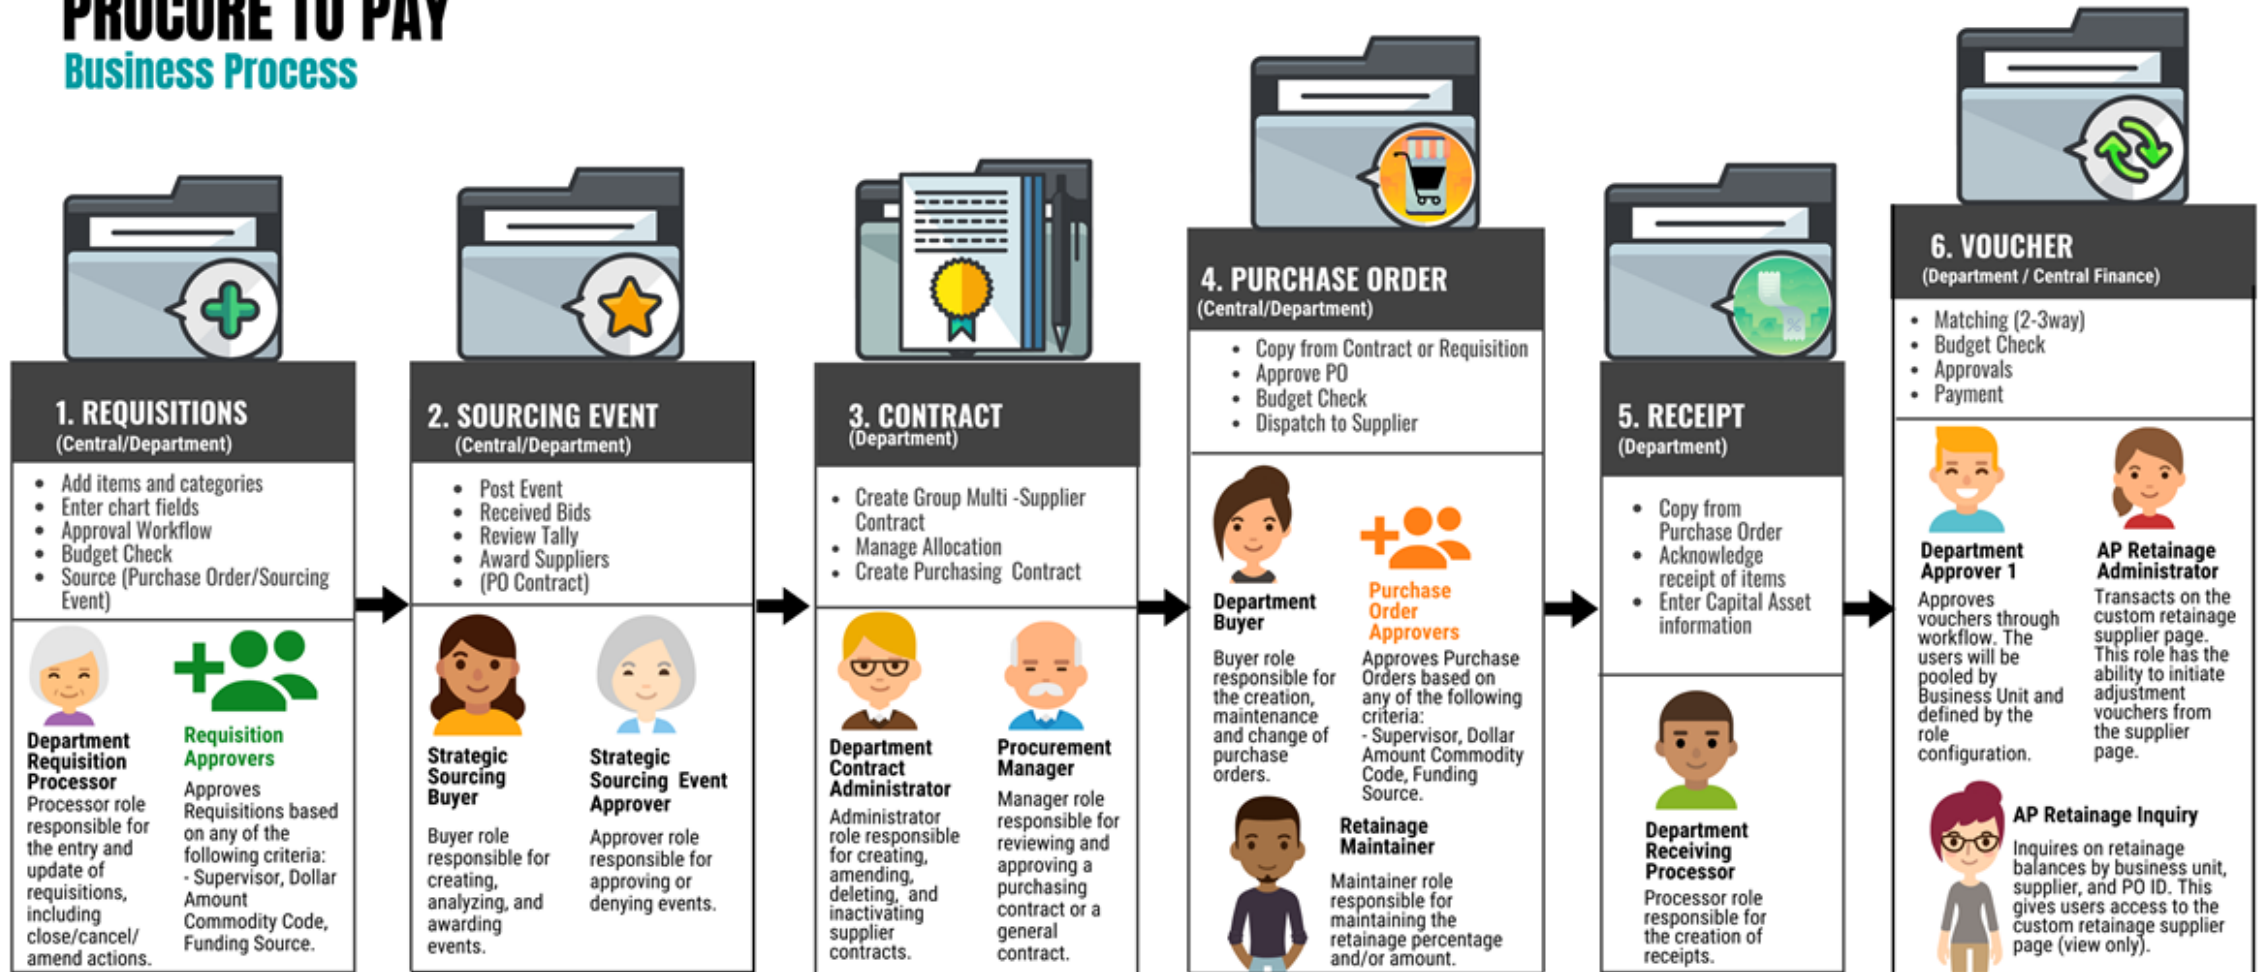 PROCURE TO PAY
Business Process
1. REQUISITIONS
(Central/Department)
• Add items and categories
• Enter chart fields
• Approval Workflow
• Budget Check
• Source (Purchase Order/Sourcing
Event)
Department
Requisition
Processor
Processor role
responsible for
the entry and
update of
requisitions,
including
close/cancel/
amend actions.
Requisition
Approvers
Approves
Requisitions based
on any of the
following criteria:
- Supervisor, Dollar
Amount
Commodity Code,
Funding Source.
2. SOURCING EVENT
(Central/Department)
• Post Event
• Received Bids
• Review Tally
• Award Suppliers
• (PO Contract)
Strategic
Sourcing
Buyer
Buyer role
responsible for
creating,
analyzing, and
awarding
events.
Strategic
Sourcing Event
Approver
Approver role
responsible for
approving or
denying events.
3. CONTRACT
(Department)
• Create Group Multi -Supplier
Contract
• Manage Allocation
• Create Purchasing Contract
Department
Contract
Administrator
Administrator
role responsible
for creating,
amending,
deleting, and
inactivating
supplier
contracts.
Procurement
Manager
Manager role
responsible for
reviewing and
approving a
purchasing
contract or a
general
contract.
4. PURCHASE ORDER
(Central/Department)
• Copy from Contract or Requisition
• Approve PO
• Budget Check
• Dispatch to Supplier
Department
Buyer
Buyer role
responsible for
the creation,
maintenance
and change of
purchase
orders.
Purchase
Order
Approvers
Approves Purchase
Orders based on
any of the following
criteria:
- Supervisor, Dollar
Amount Commodity
Code, Funding
Source.
Retainage
Maintainer
Maintainer role
responsible for
maintaining the
retainage percentage
and/or amount.
5. RECEIPT
(Department)
• Copy from
Purchase Order
• Acknowledge
receipt of items
• Enter Capital Asset
information
Department
Receiving
Processor
Processor role
responsible for
the creation of
receipts.
6. VOUCHER
(Department / Central Finance)
• Matching (2-3way)
• Budget Check
• Approvals
• Payment
Department
Approver 1
Approves
vouchers through
workflow. The
users will be
pooled by
Business Unit and
defined by the
role
configuration.
AP Retainage
Administrator
Transacts on the
custom retainage
supplier page.
This role has the
ability to initiate
adjustment
vouchers from
the supplier
page.
AP Retainage Inquiry
Inquires on retainage
balances by business unit,
supplier, and PO ID. This
gives users access to the
custom retainage supplier
page (view only).
%